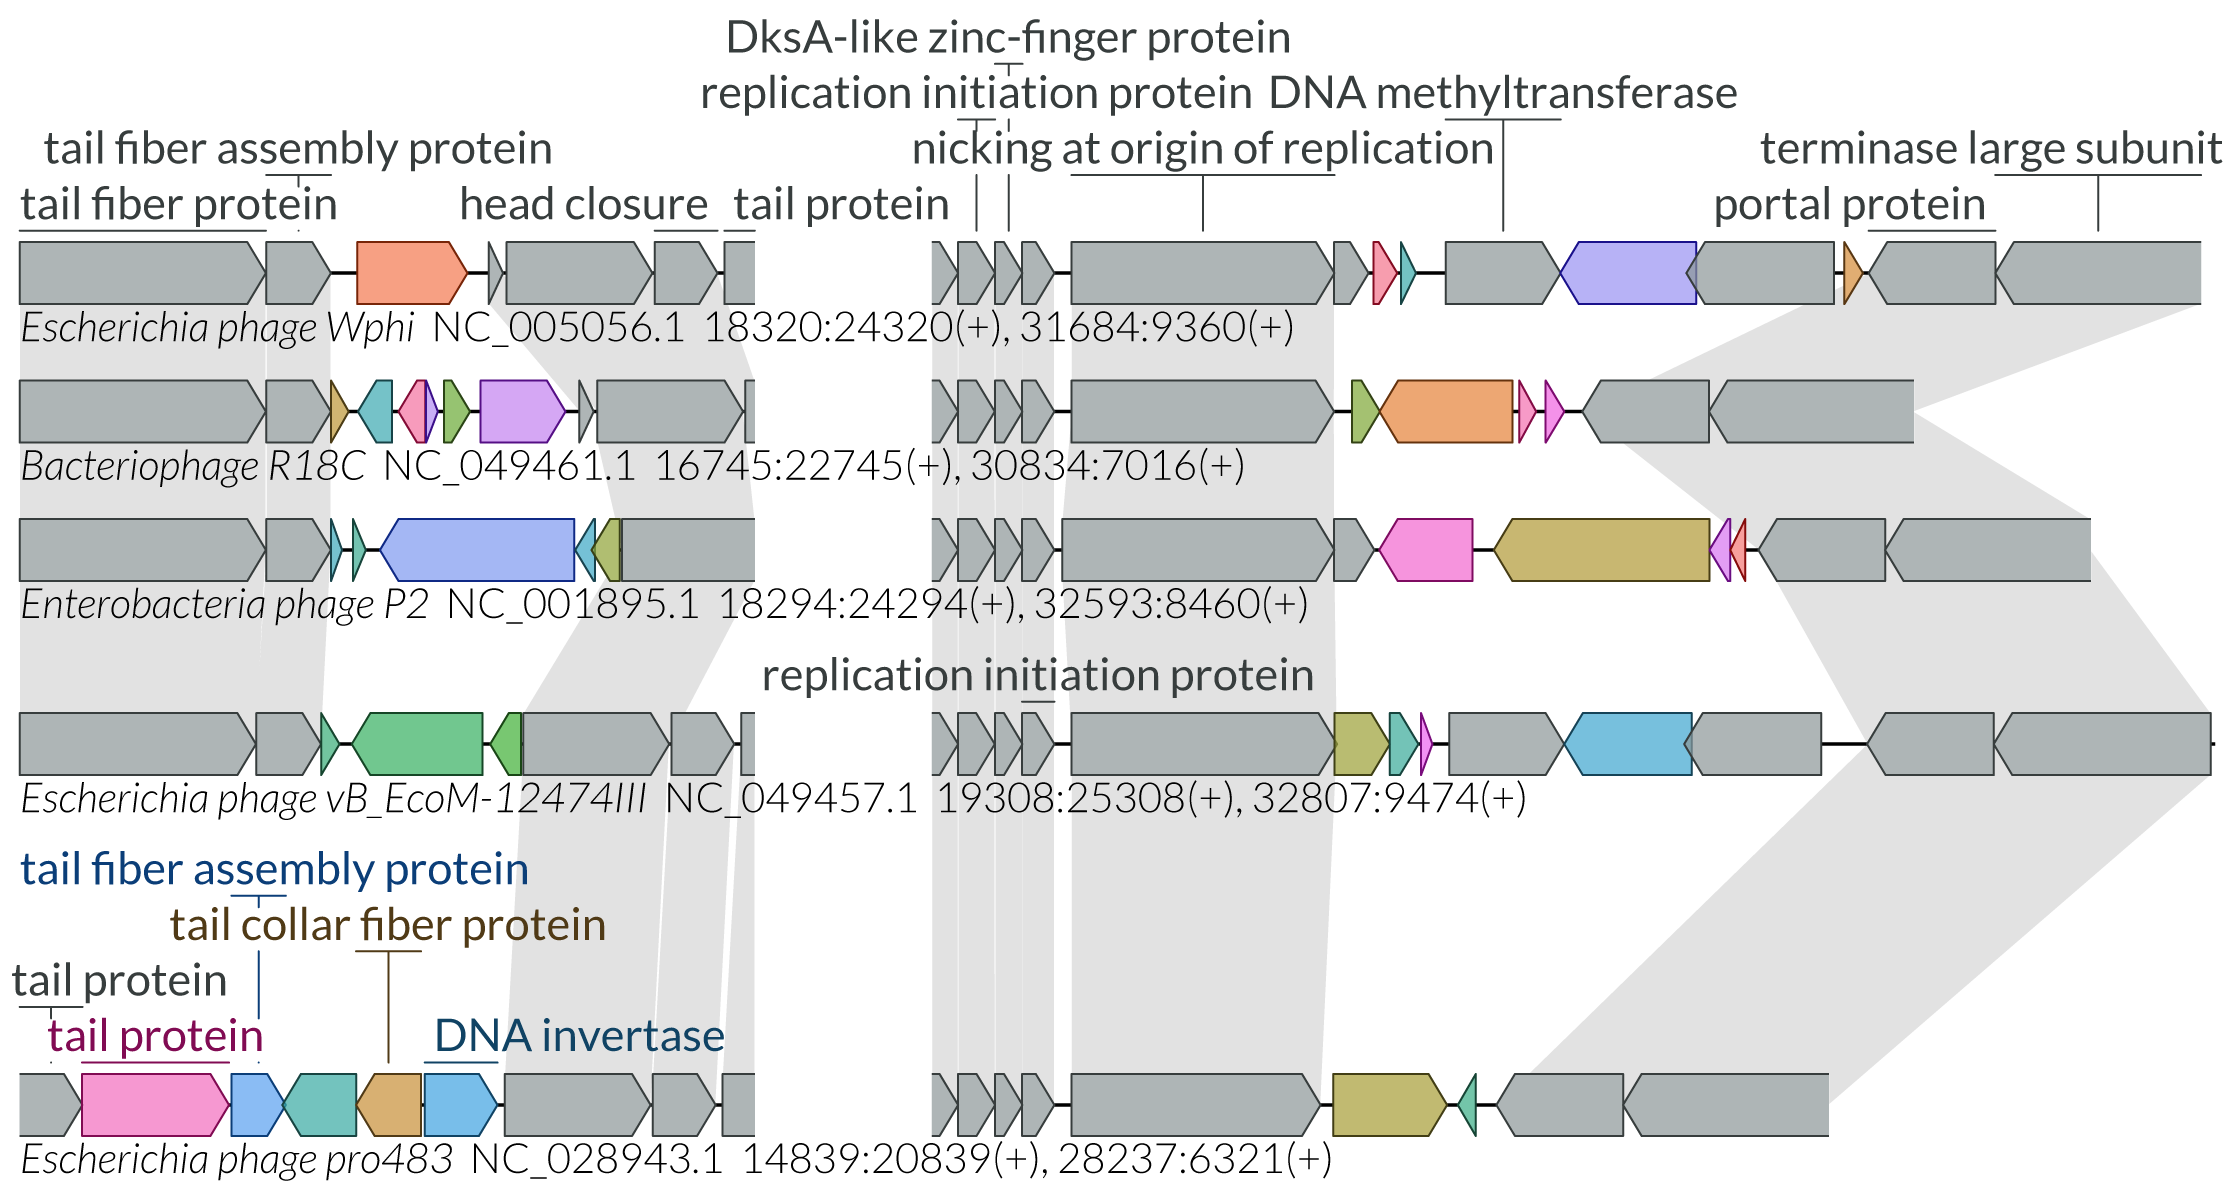 DksA-like zinc-finger protein
replication initiation protein DNA methyltransferase
tail fiber assembly protein nicking at origin of replication terminase large subunit
tail fiber protein head closure tail protein portal protein
Escherichia phage Wphi NC_005056.1 18320:24320(+), 31684:9360(+)
Bacteriophage R18C NC_049461.1 16745:22745(+), 30834:7016(+)
Enterobacteria phage P2 NC_001895.1 18294:24294(+), 32593:8460(+)
replication initiation protein
Escherichia phage vB_EcoM-12474III NC_049457.1 19308:25308(+), 32807:9474(+)
tail fiber assembly protein
tail collar fiber protein
tail protein
tail protein DNA invertase
Escherichia phage pro483 NC_028943.1 14839:20839(+), 28237:6321(+)